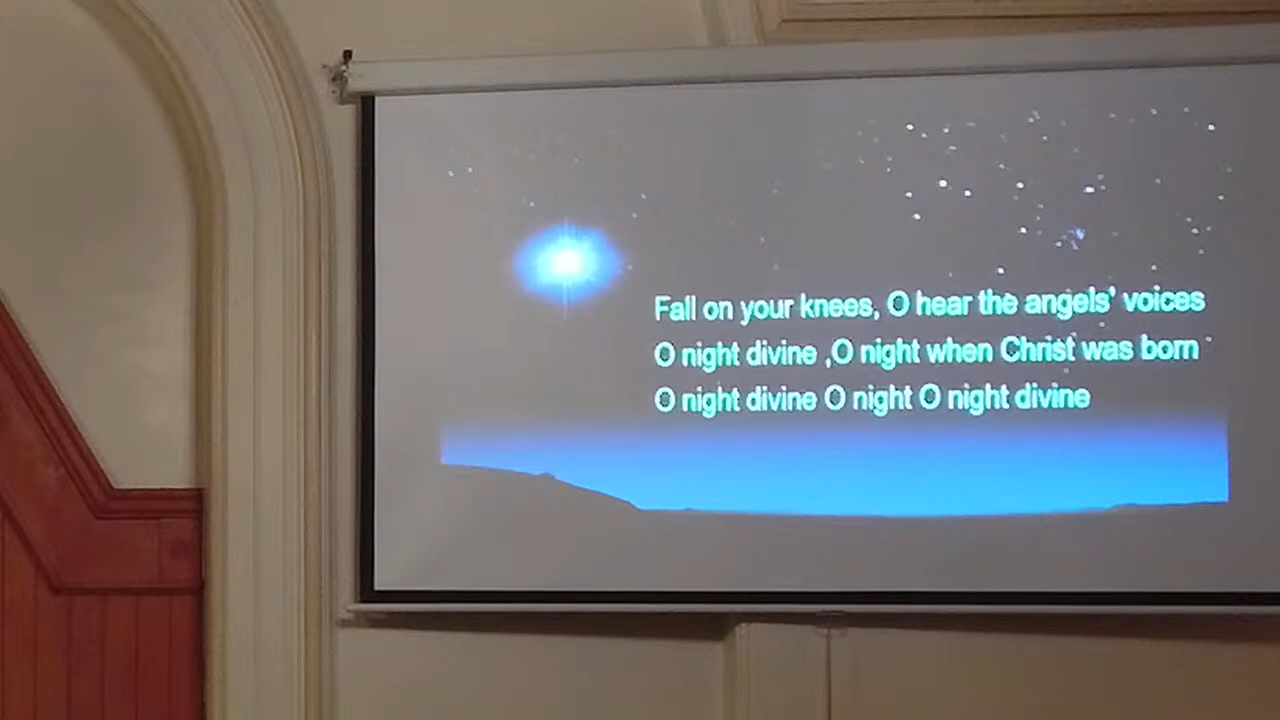 Fall on your knees, O hear the angels' voices
O night divine ,O night when Christ was born
O night divine O night O night divine